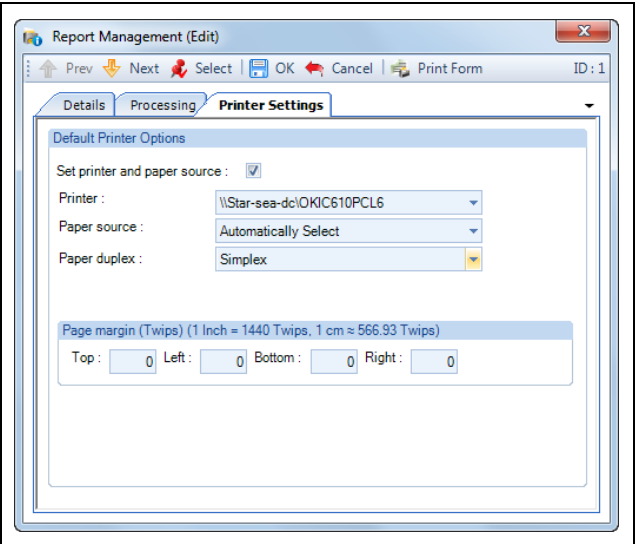 Report Management (Edit)
Prev Next Select OK Cancel Print Form ID : 1
Details Processing Printer Settings
Default Printer Options
Set printer and paper source :
Printer : \\Star-sea-dc\OKIC610PCL6
Paper source : Automatically Select
Paper duplex : Simplex
Page margin (Twips) (1 Inch = 1440 Twips, 1 cm ≈ 566.93 Twips)
Top : 0 Left : 0 Bottom : 0 Right : 0